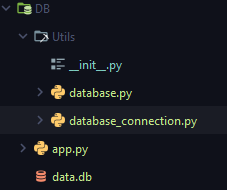 DB
Utils
__init__.py
database.py
database_connection.py
app.py
data.db